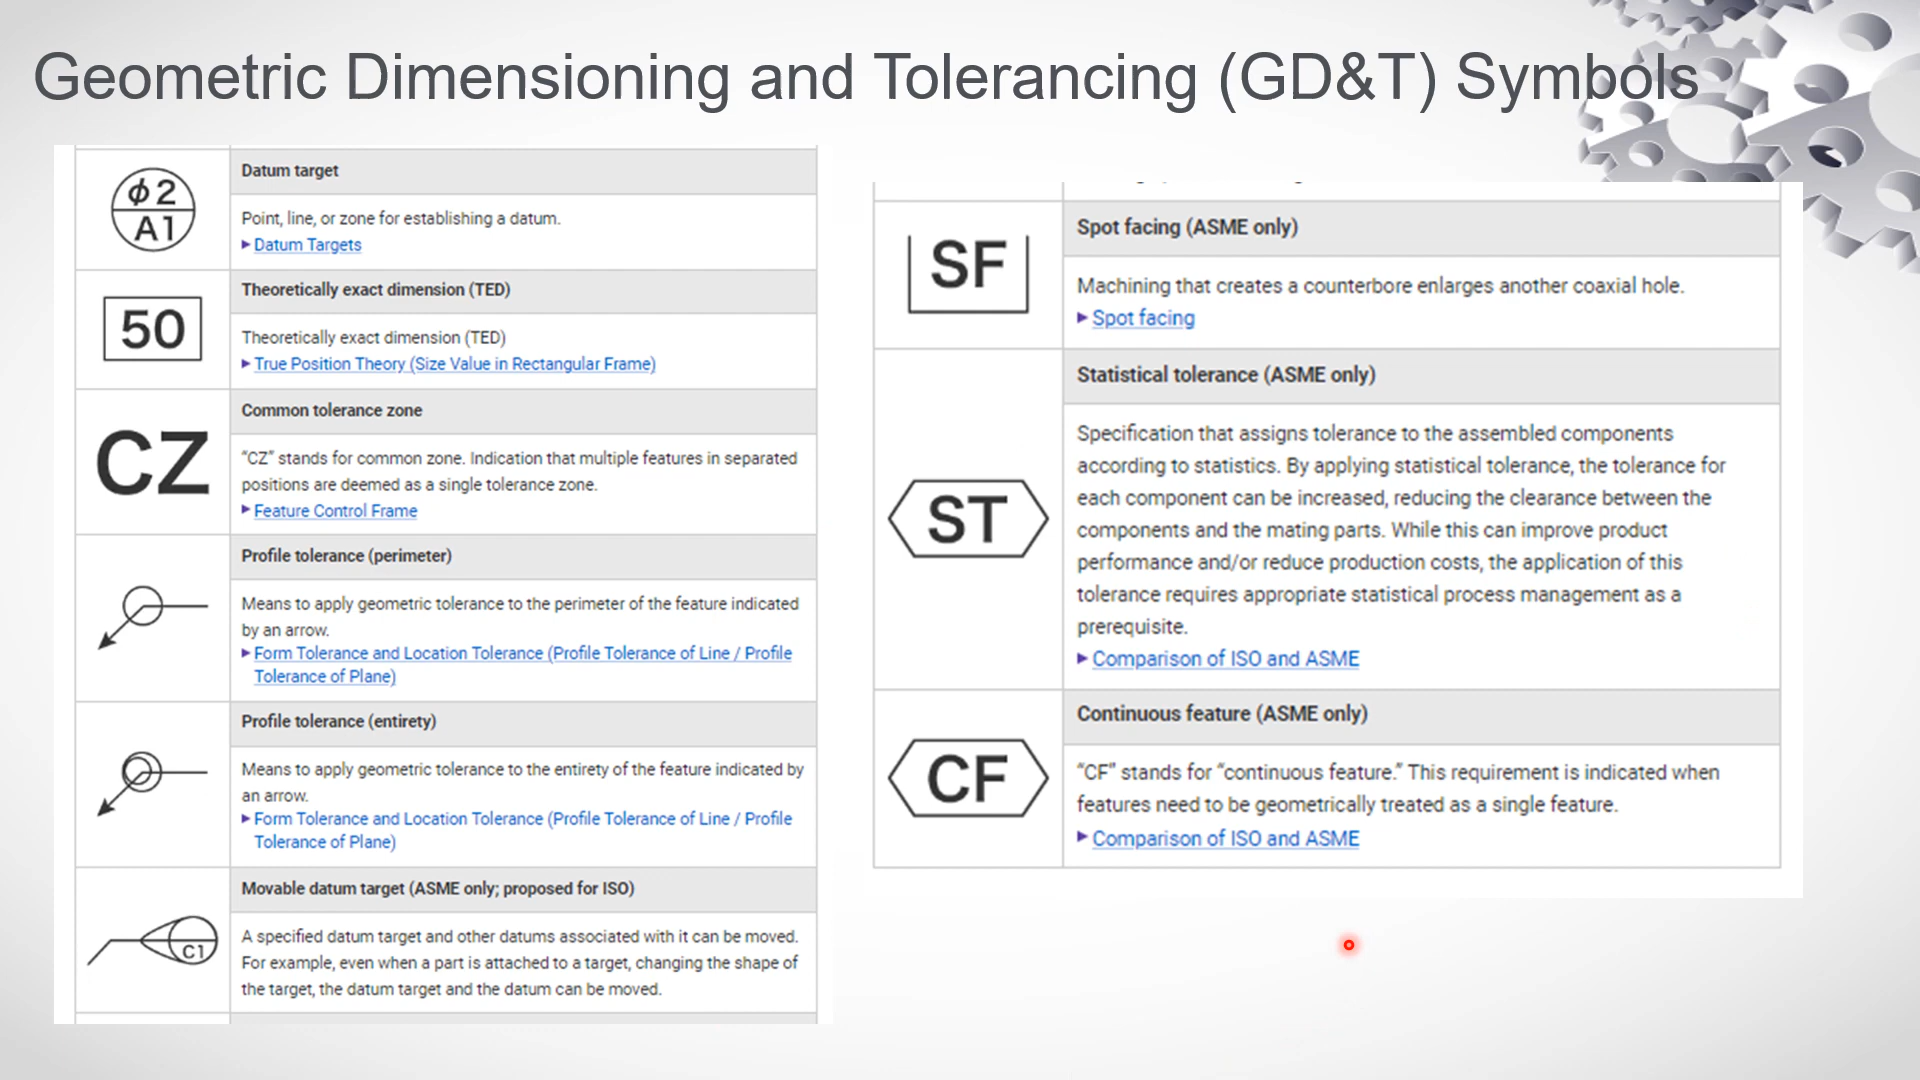 Geometric Dimensioning and Tolerancing (GD&T) Symbols
ϕ2
A1
Datum target
Point, line, or zone for establishing a datum.
Datum Targets
50
Theoretically exact dimension (TED)
Theoretically exact dimension (TED)
True Position Theory (Size Value in Rectangular Frame)
CZ
Common tolerance zone
“CZ” stands for common zone. Indication that multiple features in separated
positions are deemed as a single tolerance zone.
Feature Control Frame
Profile tolerance (perimeter)
Means to apply geometric tolerance to the perimeter of the feature indicated
by an arrow.
Form Tolerance and Location Tolerance (Profile Tolerance of Line / Profile
Tolerance of Plane)
Profile tolerance (entirety)
Means to apply geometric tolerance to the entirety of the feature indicated by
an arrow.
Form Tolerance and Location Tolerance (Profile Tolerance of Line / Profile
Tolerance of Plane)
C1
Movable datum target (ASME only; proposed for ISO)
A specified datum target and other datums associated with it can be moved.
For example, even when a part is attached to a target, changing the shape of
the target, the datum target and the datum can be moved.
SF
Spot facing (ASME only)
Machining that creates a counterbore enlarges another coaxial hole.
Spot facing
ST
Statistical tolerance (ASME only)
Specification that assigns tolerance to the assembled components
according to statistics. By applying statistical tolerance, the tolerance for
each component can be increased, reducing the clearance between the
components and the mating parts. While this can improve product
performance and/or reduce production costs, the application of this
tolerance requires appropriate statistical process management as a
prerequisite.
Comparison of ISO and ASME
CF
Continuous feature (ASME only)
“CF” stands for “continuous feature.” This requirement is indicated when
features need to be geometrically treated as a single feature.
Comparison of ISO and ASME